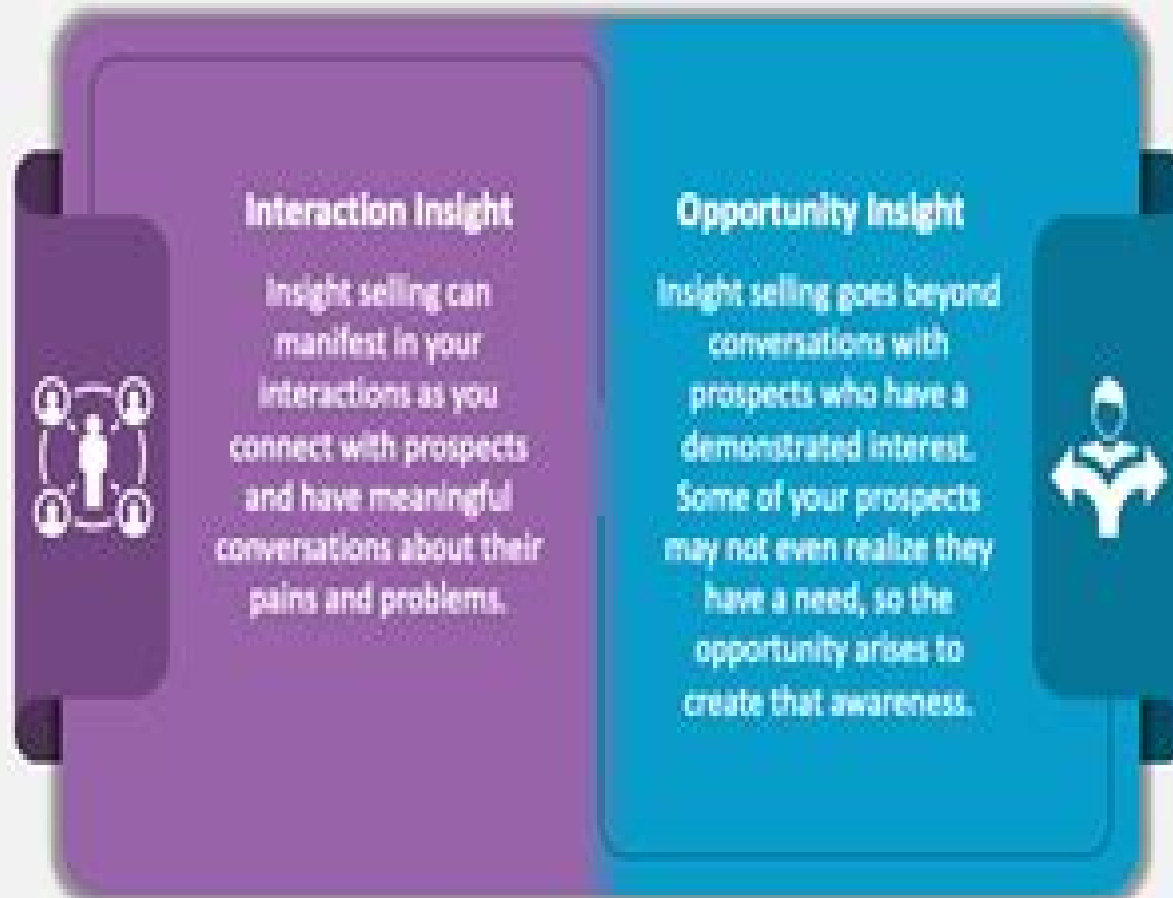 Interaction Insight
Insight selling can
manifest in your
interactions as you
connect with prospects
and have meaningful
conversations about their
pains and problems.
Opportunity Insight
Insight selling goes beyond
conversations with
prospects who have a
demonstrated interest.
Some of your prospects
may not even realize they
have a need, so the
opportunity arises to
create that awareness.